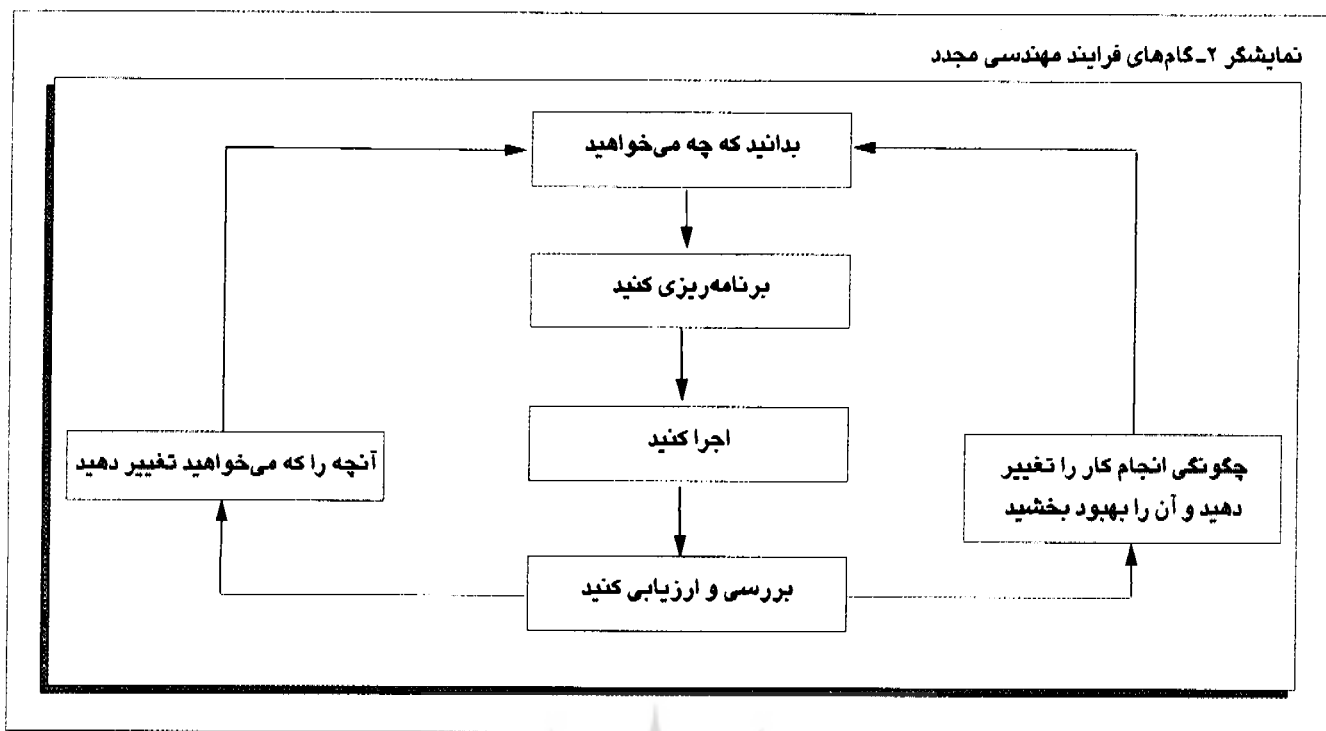 نمایشگر ۲ـ گام‌های فرایند مهندسی مجدد
بدانید که چه می‌خواهید
برنامه‌ریزی کنید
اجرا کنید
چگونگی انجام کار را تغییر
دهید و آن را بهبود بخشید
آنچه را که می‌خواهید تغییر دهید
بررسی و ارزیابی کنید